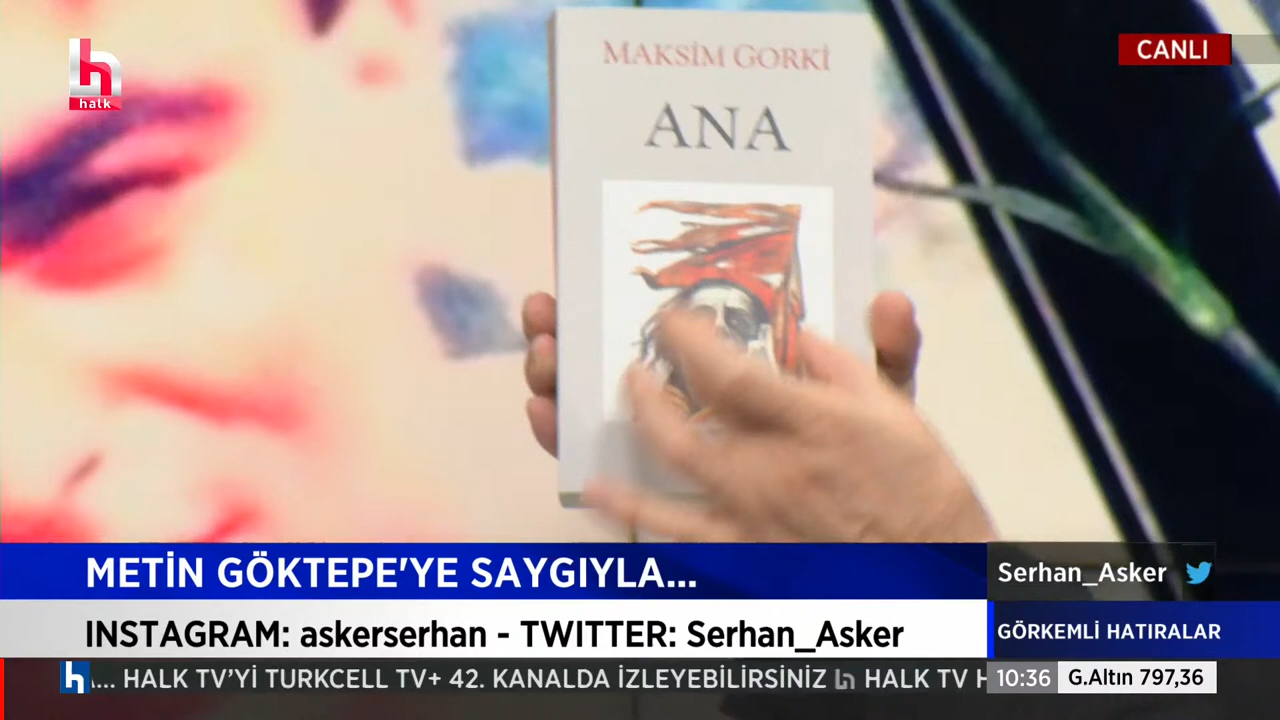 halk
CANLI
MAKSİM GORKİ
ANA
METİN GÖKTEPE'YE SAYGIYLA...
Serhan_Asker
INSTAGRAM: askerserhan - TWITTER: Serhan_Asker
GÖRKEMLİ HATIRALAR
... HALK TV'Yİ TURKCELL TV+ 42. KANALDA İZLEYEBİLİRSİNİZ HALK TV
10:36
G.Altın 797,36